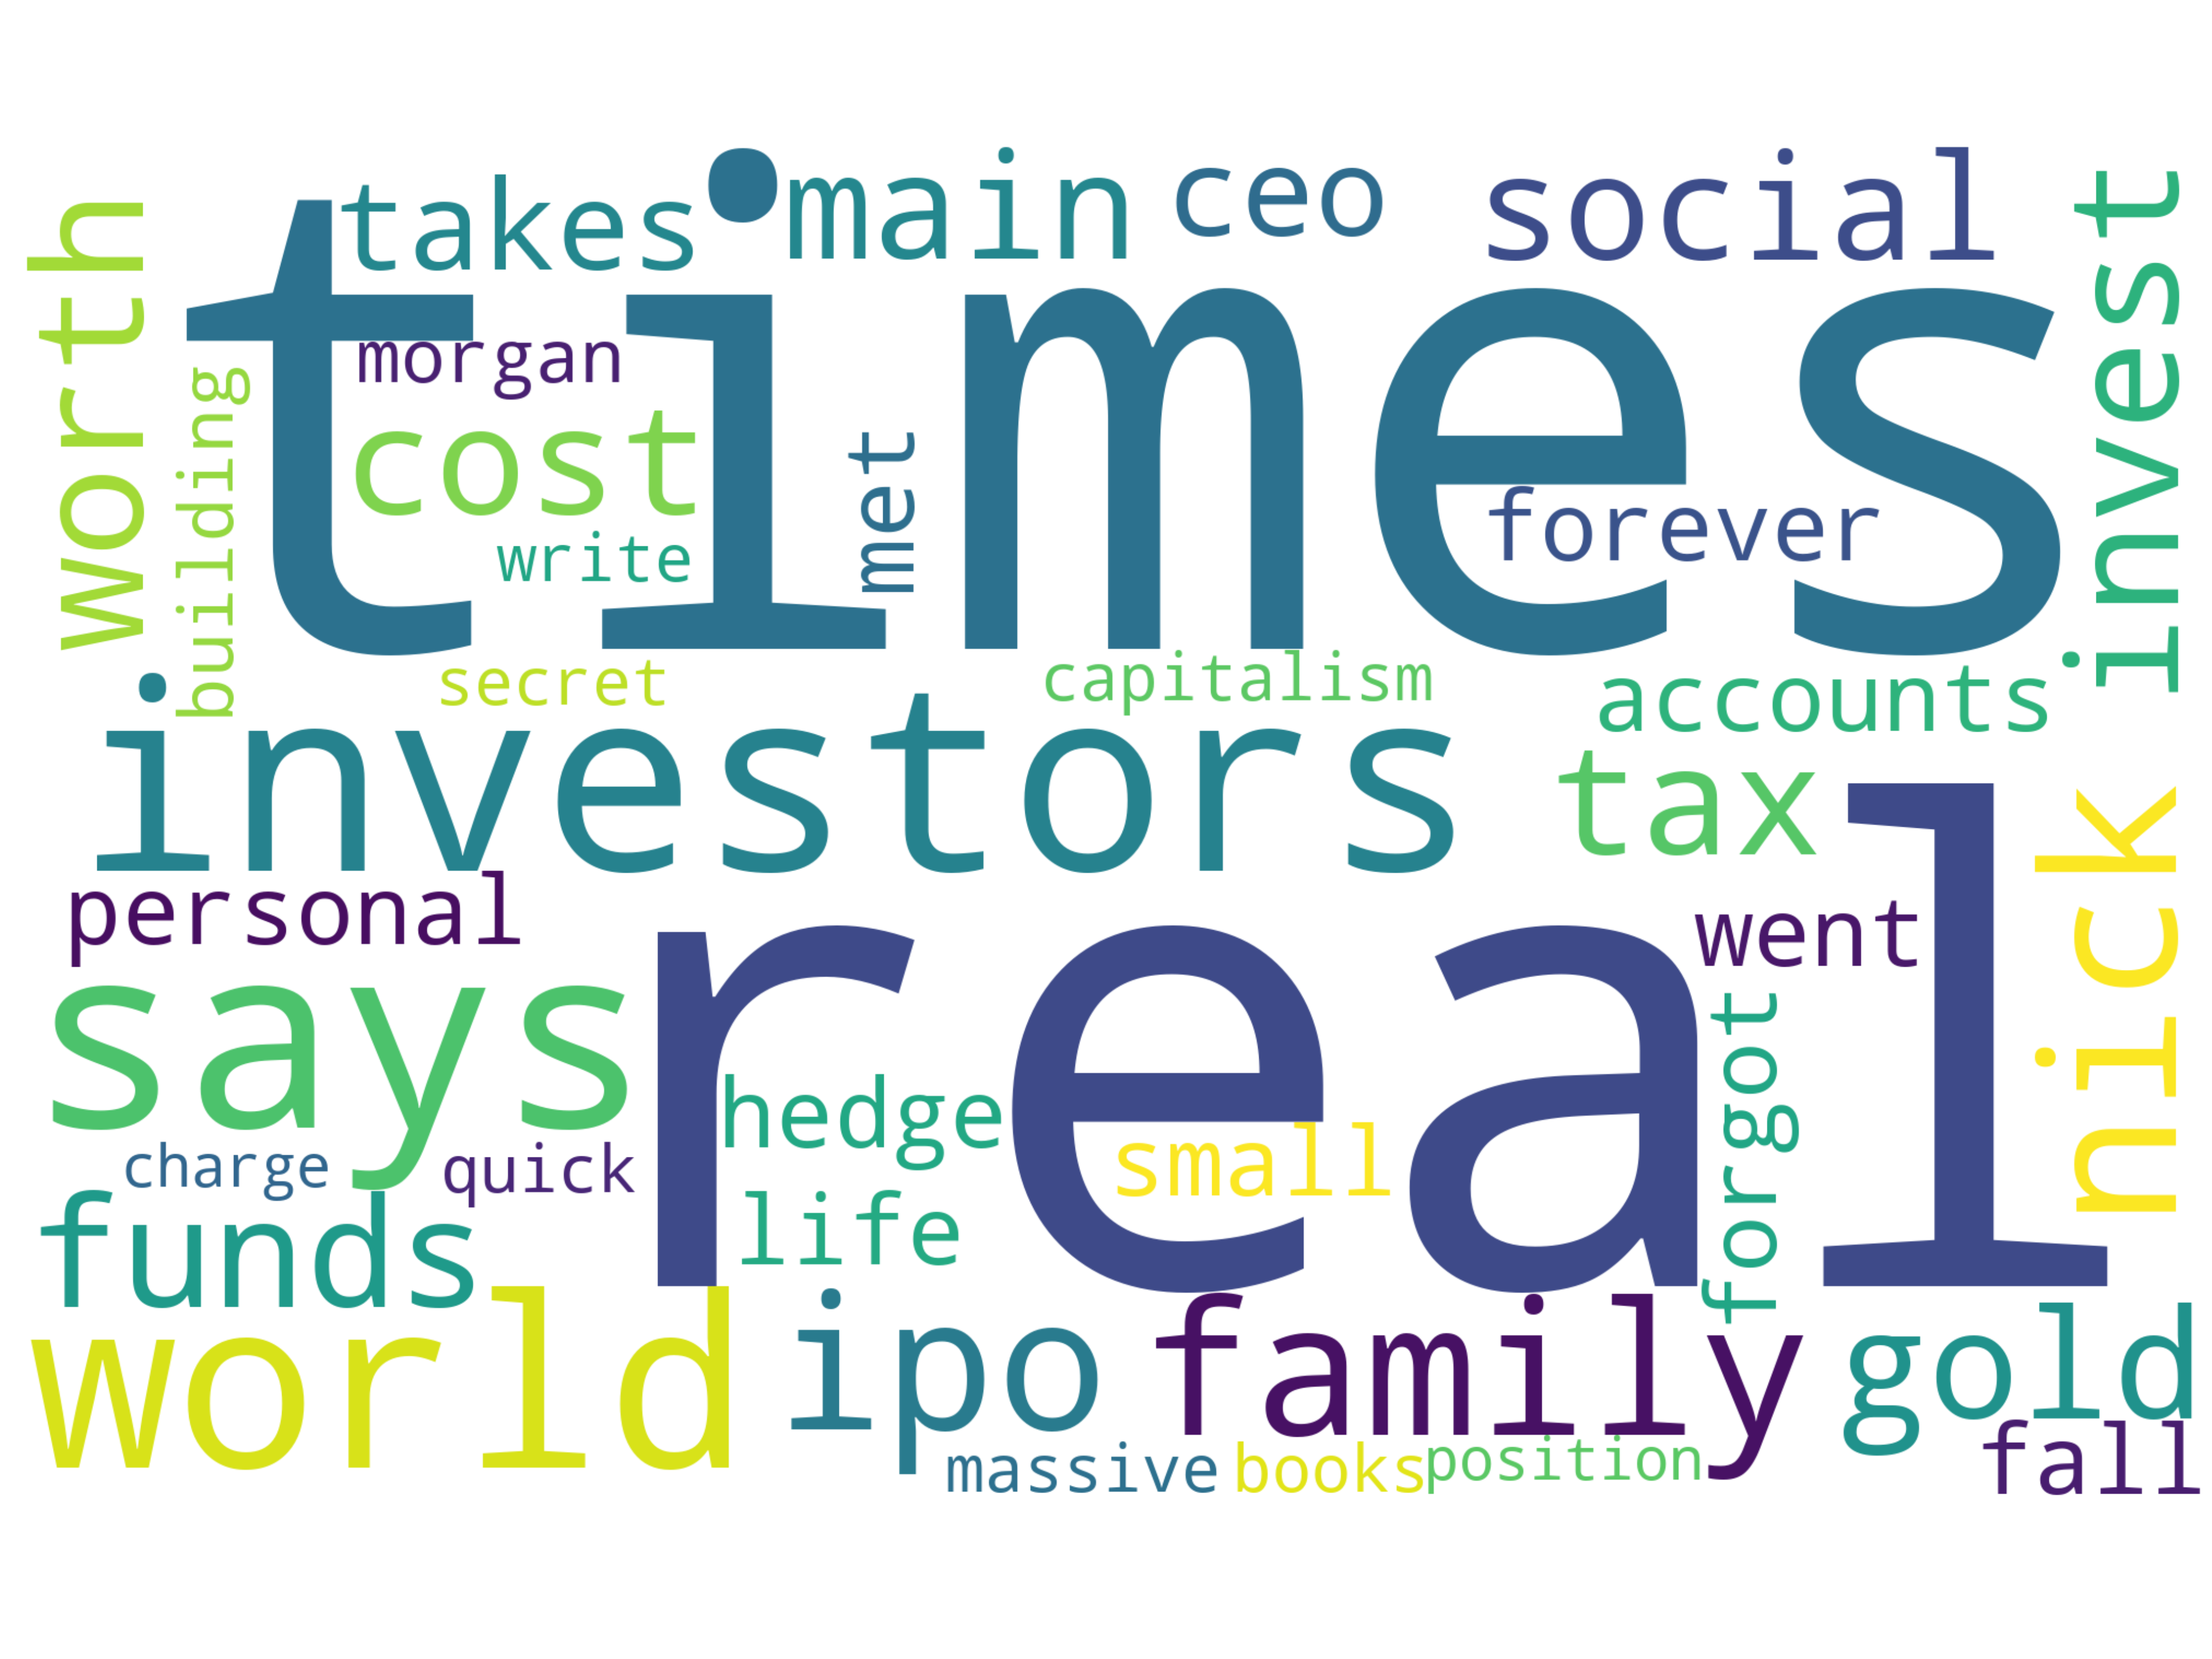 takes main ceo social
worth
invest
times
morgan
building
cost
met
write
forever
secret
capitalism
accounts
investors
tax
nick
personal
real
went
says
forgot
hedge
small
charge
quick
funds
life
world
ipo
family
gold
massive
books
position
fall